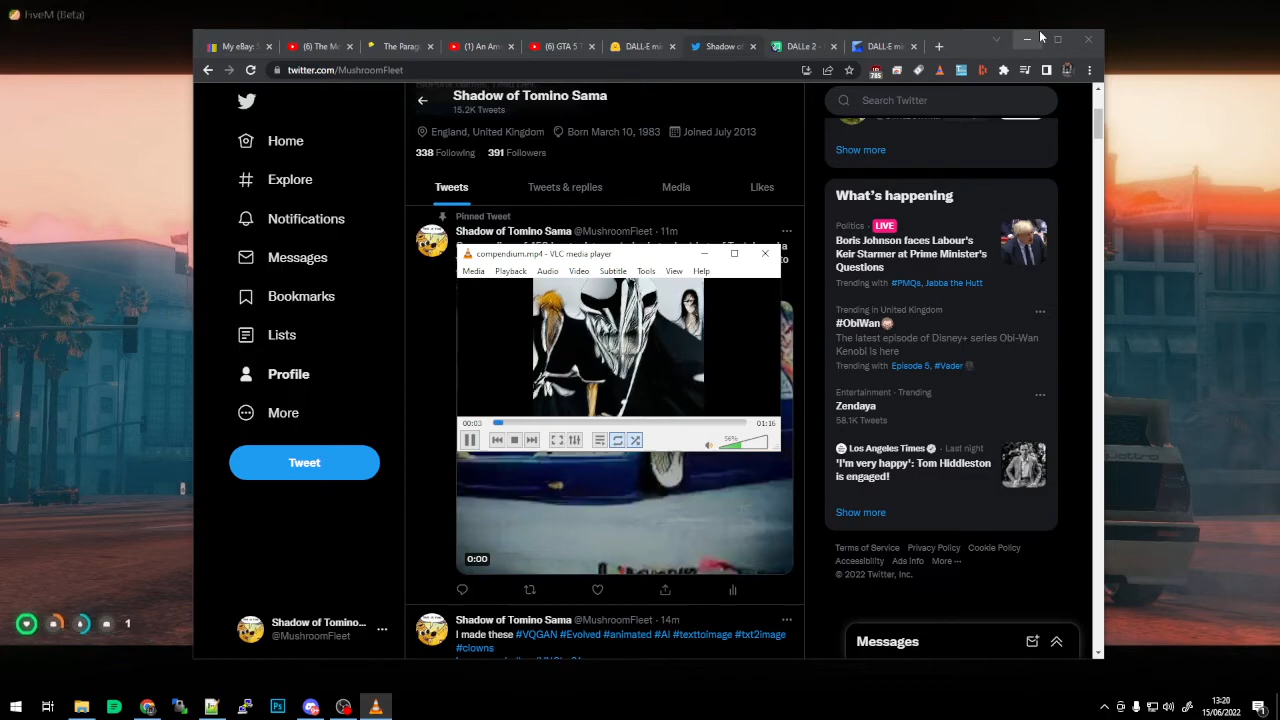 FiveM (Beta)
My eBay: S
(6) The Mo
The Parag
(1) An Am
(6) GTA 5 T
DALL-E mi
Shadow of
DALLe 2 -
DALL-E mi
twitter.com/MushroomFleet
785
Shadow of Tomino Sama
15.2K Tweets
England, United Kingdom
Born March 10, 1983
Joined July 2013
338 Following
391 Followers
Tweets
Tweets & replies
Media
Likes
Home
Explore
Notifications
Messages
Bookmarks
Lists
Profile
More
Tweet
Shadow of Tomino...
@MushroomFleet
Pinned Tweet
Shadow of Tomino Sama @MushroomFleet · 11m
compendium.mp4 - VLC media player
Media Playback Audio Video Subtitle Tools View Help
00:03
01:16
56%
0:00
Shadow of Tomino Sama @MushroomFleet · 14m
I made these #VQGAN #Evolved #animated #AI #texttoimage #txt2image
#clowns
Search Twitter
Show more
What's happening
Politics · LIVE
Boris Johnson faces Labour's
Keir Starmer at Prime Minister's
Questions
Trending with #PMQs, Jabba the Hutt
Trending in United Kingdom
#ObiWan
The latest episode of Disney+ series Obi-Wan
Kenobi is here
Trending with Episode 5, #Vader
Entertainment · Trending
Zendaya
58.1K Tweets
Los Angeles Times · Last night
'I'm very happy': Tom Hiddleston
is engaged!
Show more
Terms of Service Privacy Policy Cookie Policy
Accessibility Ads info More ···
© 2022 Twitter, Inc.
Messages
1
quattro
Ps
13:20
15/06/2022
1